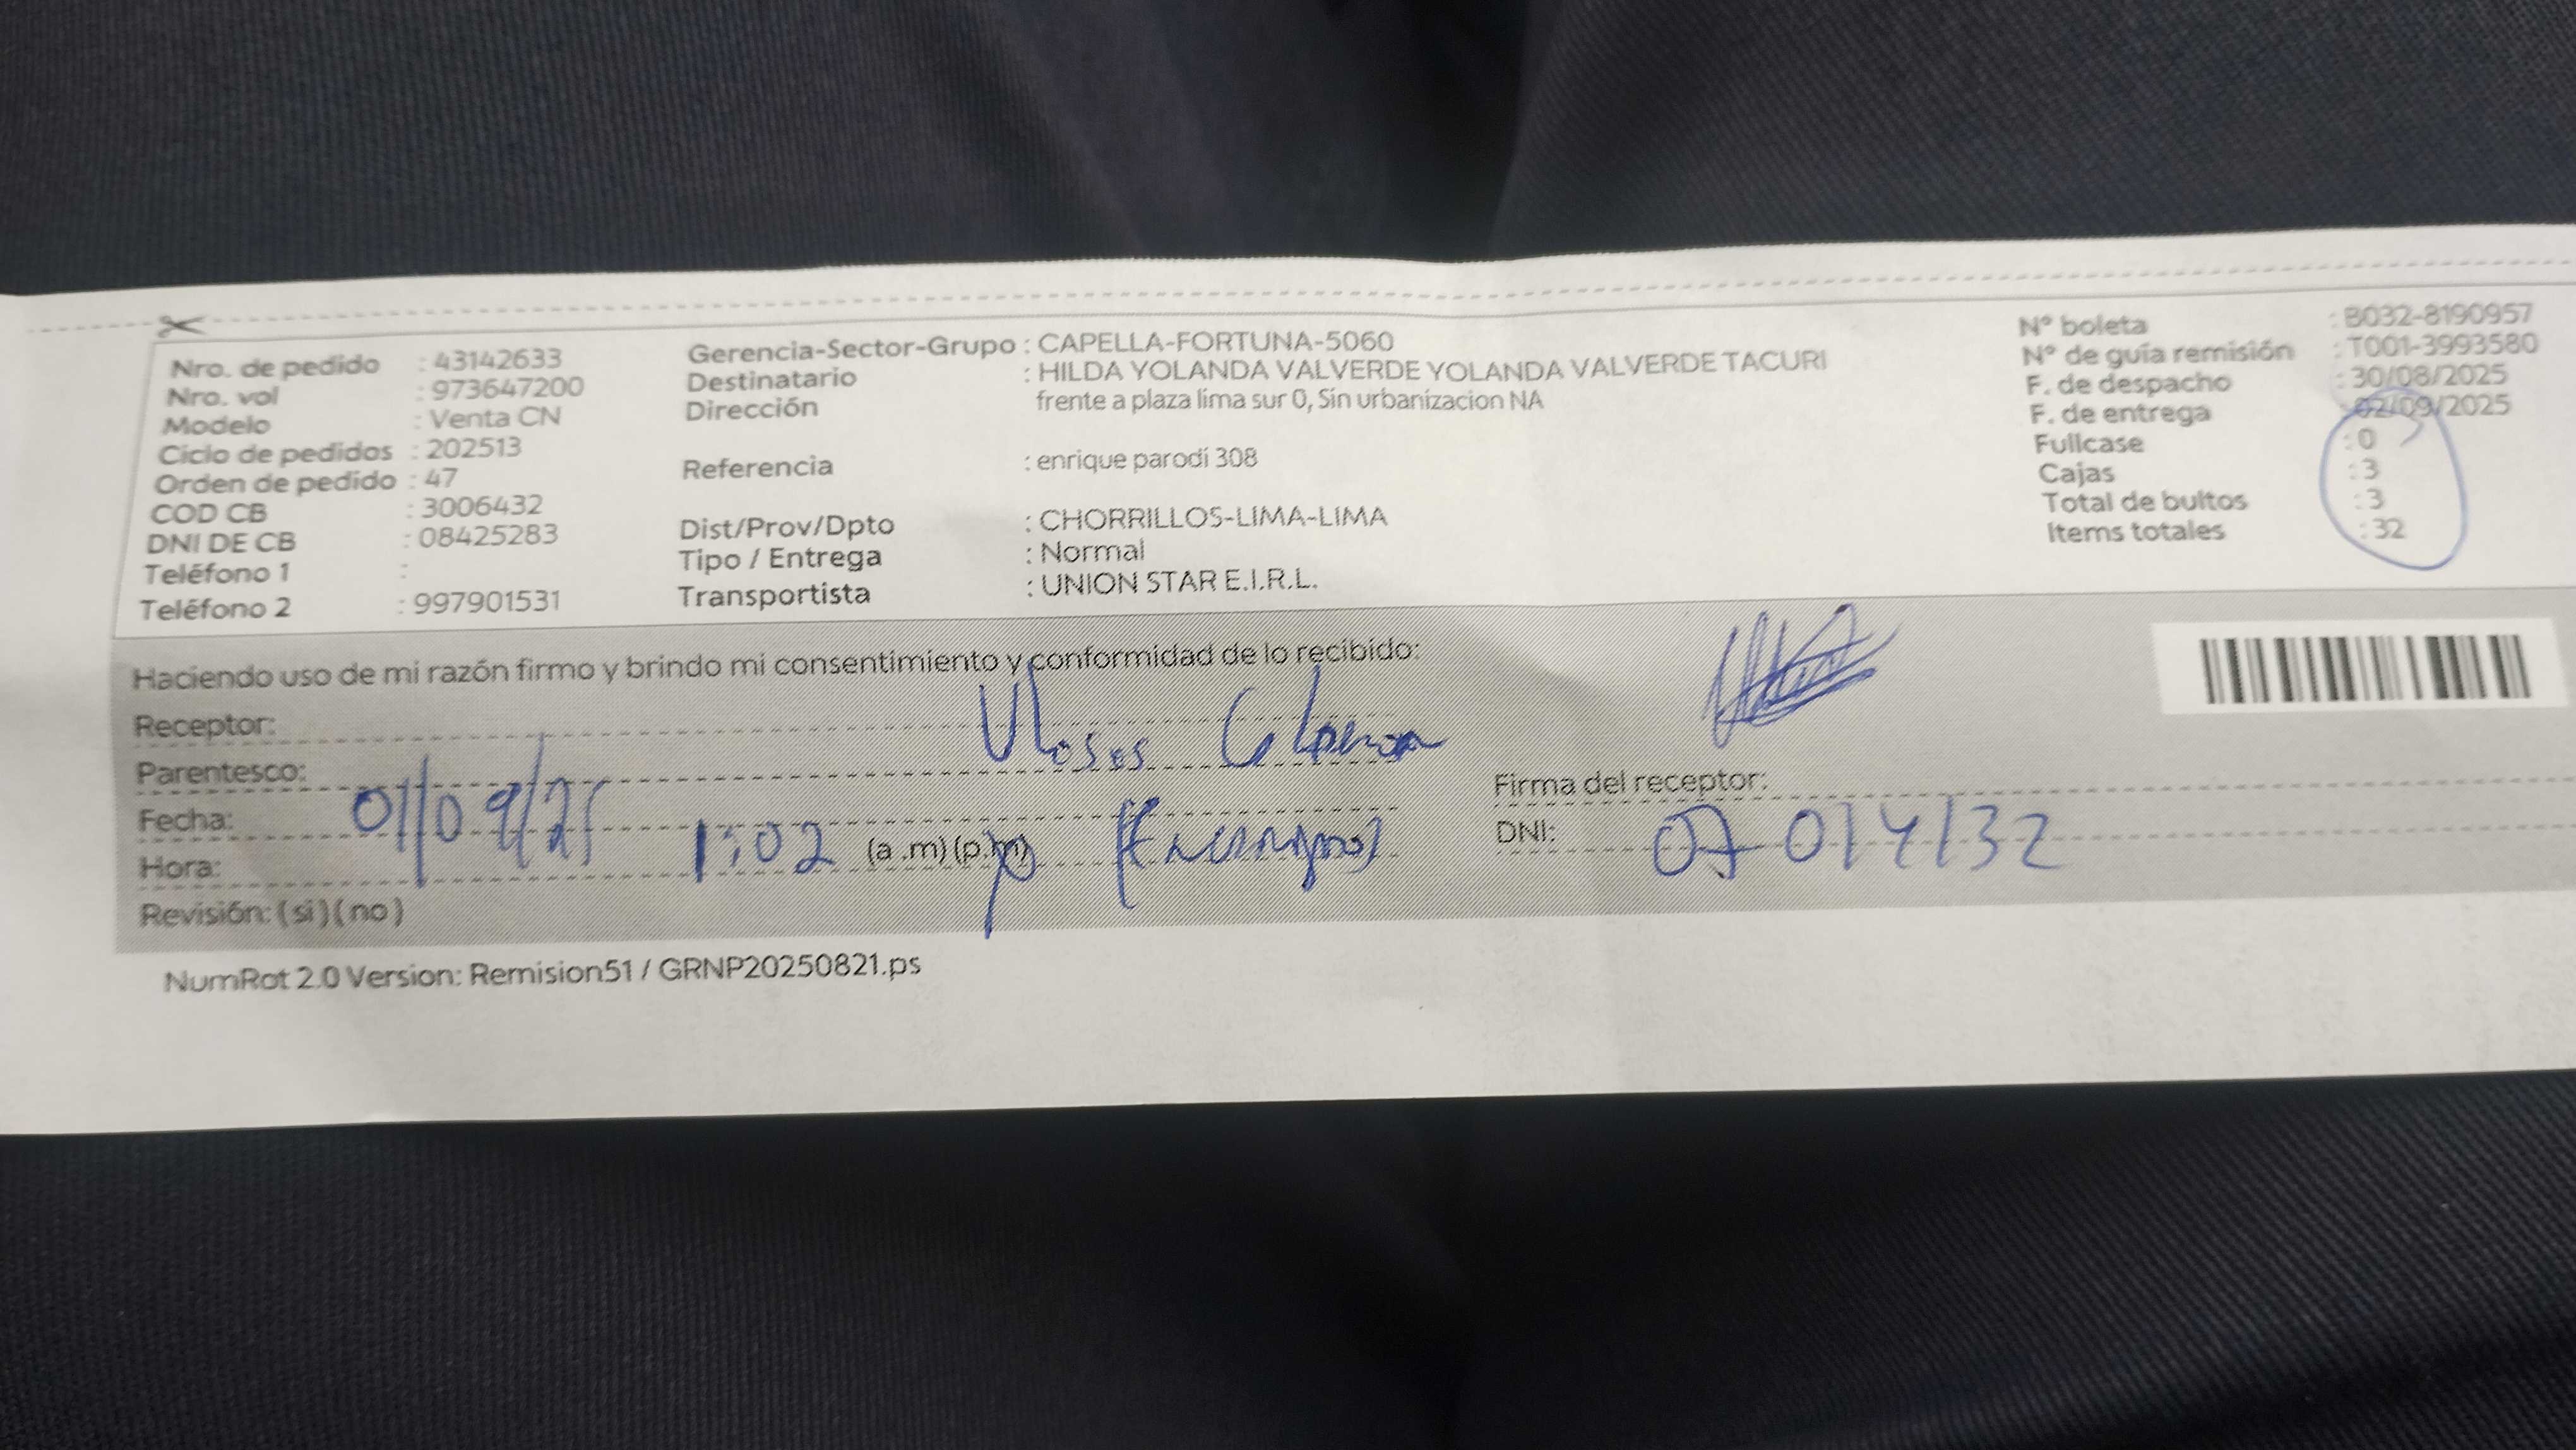 Nro. de pedido : 43142633
Nro. vol : 973647200
Modelo : Venta CN
Ciclo de pedidos : 202513
Orden de pedido : 47
COD CB : 3006432
DNI DE CB : 08425283
Teléfono 1 :
Teléfono 2 : 997901531
Gerencia-Sector-Grupo : CAPELLA-FORTUNA-5060
Destinatario : HILDA YOLANDA VALVERDE YOLANDA VALVERDE TACURI
Dirección frente a plaza lima sur 0, Sin urbanizacion NA
Referencia : enrique parodi 308
Dist/Prov/Dpto : CHORRILLOS-LIMA-LIMA
Tipo / Entrega : Normal
Transportista : UNION STAR E.I.R.L.
N° boleta : B032-8190957
N° de guía remisión : T001-3993580
F. de despacho : 30/08/2025
F. de entrega : 02/09/2025
Fullcase : 0
Cajas : 3
Total de bultos : 3
Items totales : 32
Haciendo uso de mi razón firmo y brindo mi consentimiento y conformidad de lo recibido:
Receptor:
Parentesco:
Fecha: 01/09/25
Hora: 1:02 (a .m)(p.m)
Revisión: (si)(no)
Firma del receptor:
DNI: 07014132
NumRot 2.0 Version: Remision51 / GRNP20250821.ps